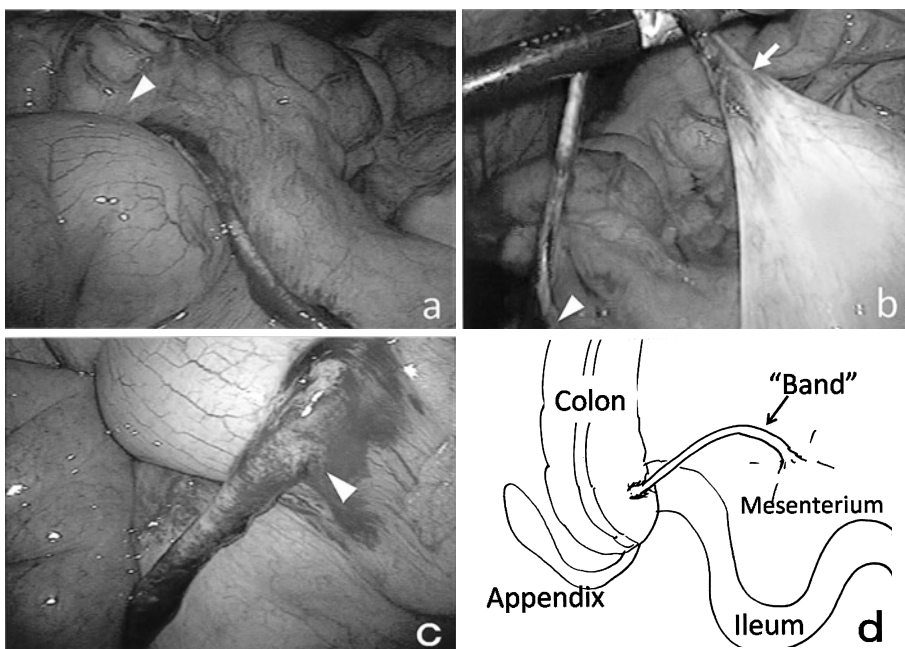 a
b
c
Colon
“Band”
Mesenterium
Appendix
Ileum
d